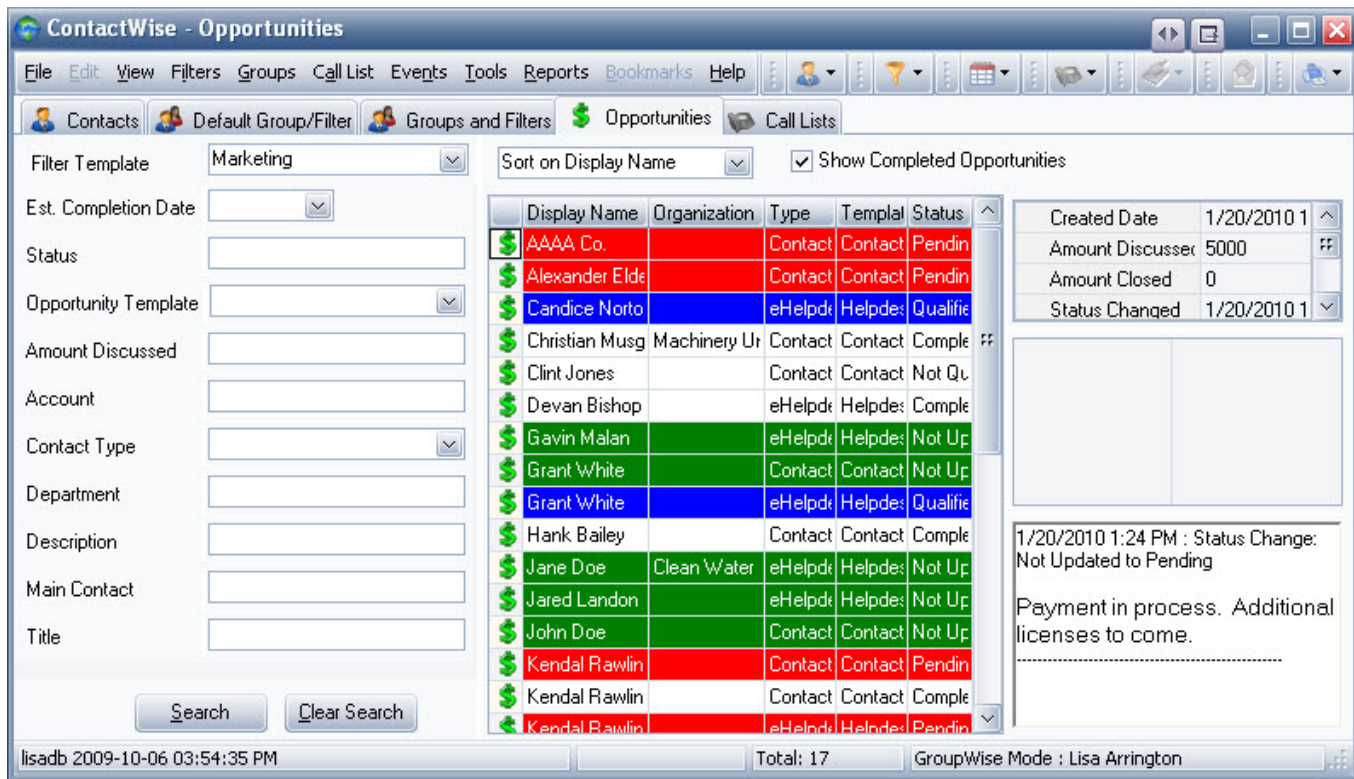 ContactWise - Opportunities
File Edit View Filters Groups Call List Events Tools Reports Bookmarks Help
Contacts Default Group/Filter Groups and Filters Opportunities Call Lists
Filter Template Marketing
Sort on Display Name Show Completed Opportunities
Est. Completion Date
Status
Opportunity Template
Amount Discussed
Account
Contact Type
Department
Description
Main Contact
Title
Search Clear Search
Display Name Organization Type Templat Status
AAAA Co. Contact Contact Pendin
Alexander Elde Contact Contact Pendin
Candice Norto eHelpde Helpdes Qualifie
Christian Musg Machinery Ur Contact Contact Comple
Clint Jones Contact Contact Not Qu
Devan Bishop eHelpde Helpdes Comple
Gavin Malan eHelpde Helpdes Not Up
Grant White Contact Contact Not Up
Grant White eHelpde Helpdes Qualifie
Hank Bailey Contact Contact Comple
Jane Doe Clean Water eHelpde Helpdes Not Up
Jared Landon eHelpde Helpdes Not Up
John Doe Contact Contact Not Up
Kendal Rawlin Contact Contact Pendin
Kendal Rawlin Contact Contact Comple
Kendal Rawlin eHelpde Helpdes Pendin
Created Date 1/20/2010 1
Amount Discussed 5000
Amount Closed 0
Status Changed 1/20/2010 1
1/20/2010 1:24 PM : Status Change:
Not Updated to Pending
Payment in process. Additional
licenses to come.
----------------------------------------------------
lisadb 2009-10-06 03:54:35 PM Total: 17 GroupWise Mode : Lisa Arrington